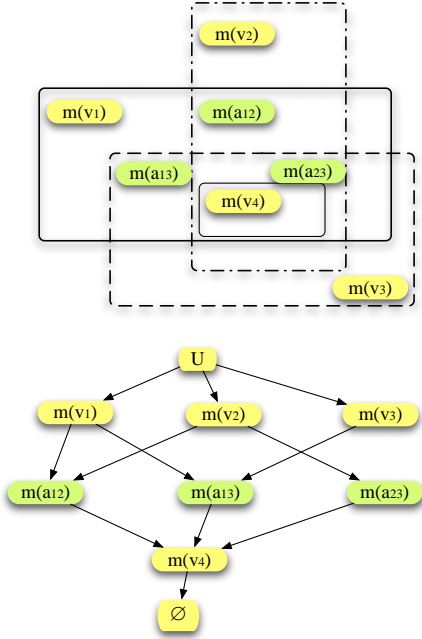 m(v₂)
m(v₁) m(a₁₂)
m(a₁₃) m(a₂₃)
m(v₄)
m(v₃)
U
m(v₁) m(v₂) m(v₃)
m(a₁₂) m(a₁₃) m(a₂₃)
m(v₄)
∅